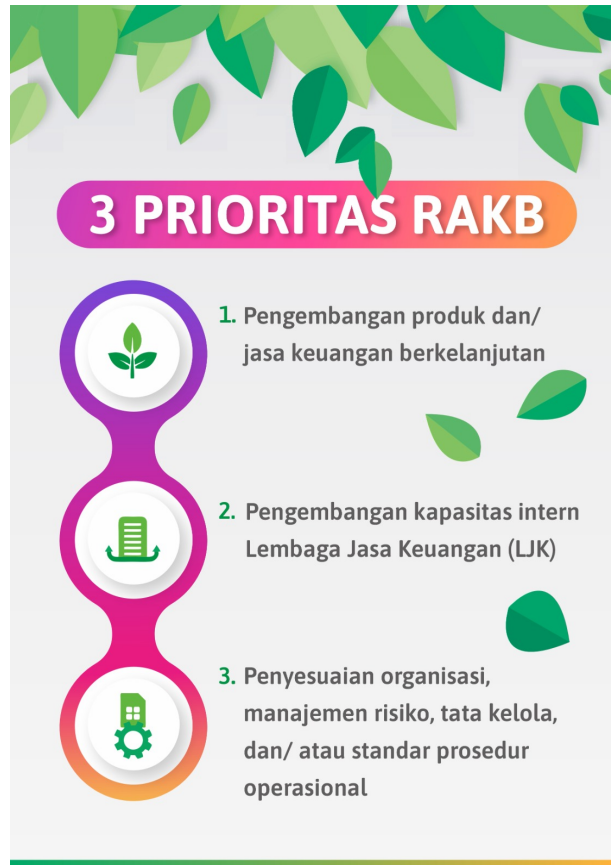 3 PRIORITAS RAKB
1. Pengembangan produk dan/
jasa keuangan berkelanjutan
2. Pengembangan kapasitas intern
Lembaga Jasa Keuangan (LJK)
3. Penyesuaian organisasi,
manajemen risiko, tata kelola,
dan/ atau standar prosedur
operasional